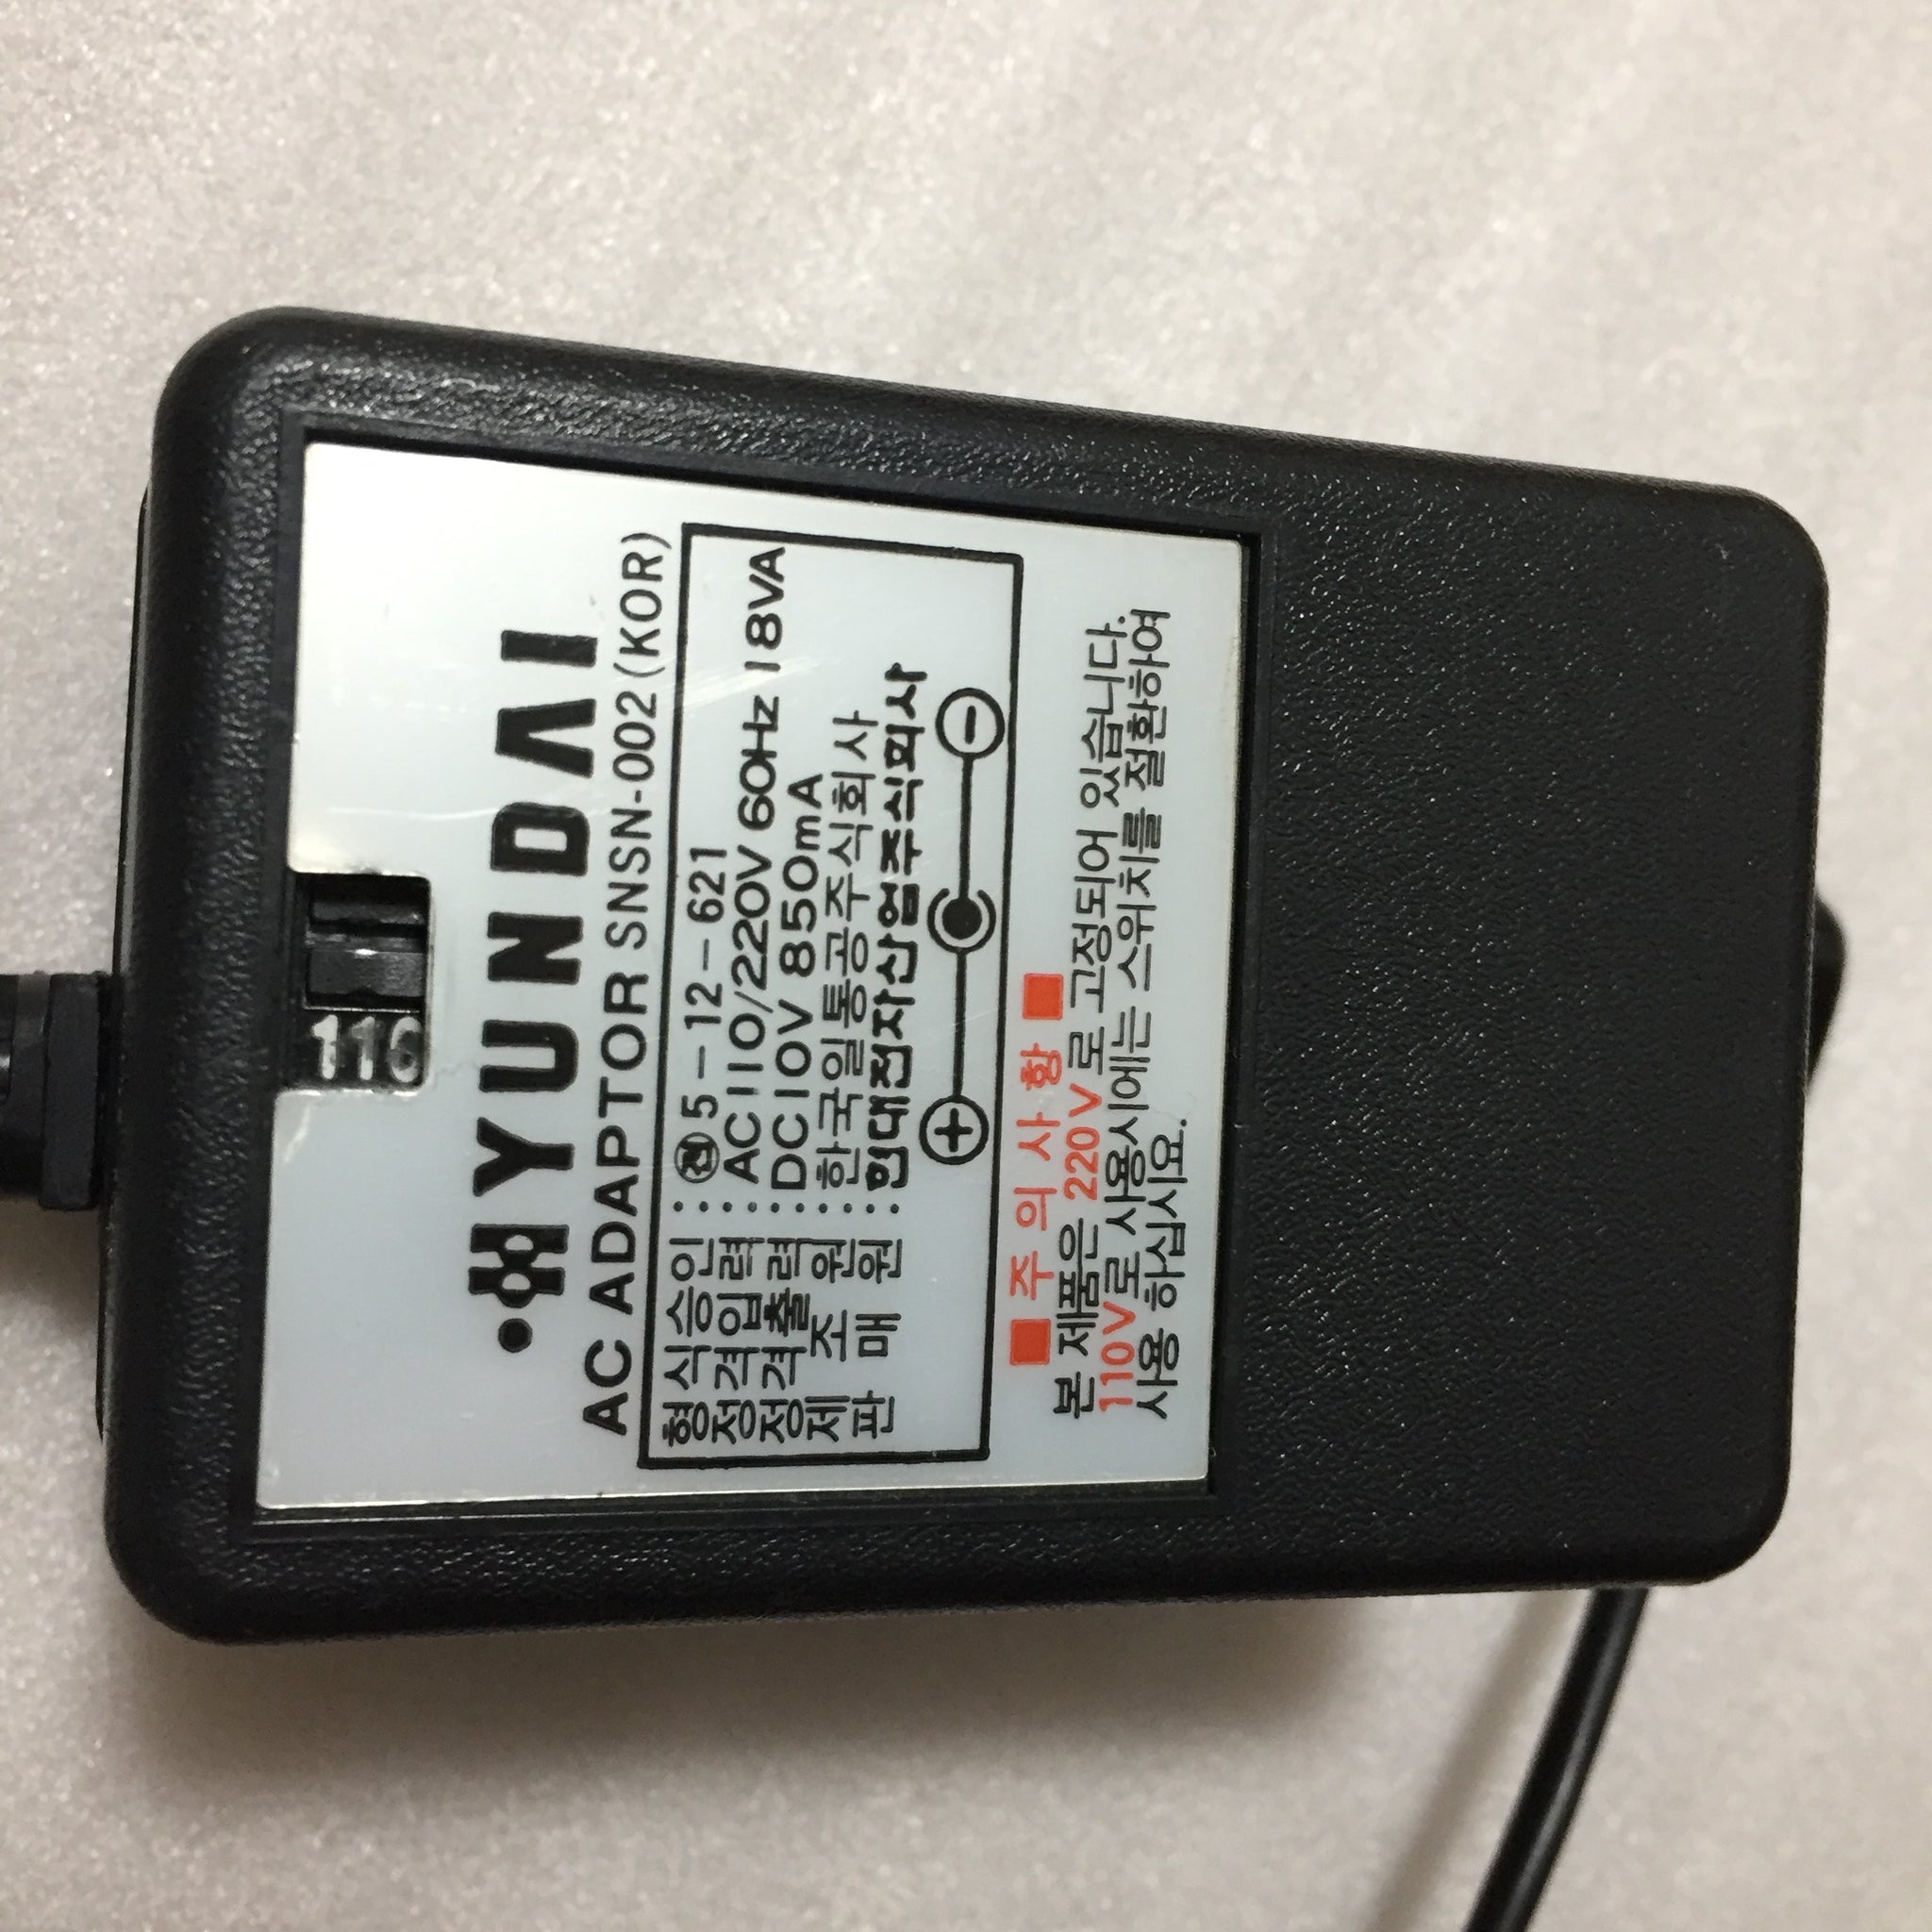 110
HYUNDAI
AC ADAPTOR SNSN-002(KOR)
형식승인 : 전 5-12-621
정격입력 : AC110/220V 60Hz 18VA
정격출력 : DC10V 850mA
제 조 원 : 한국일통공주식회사
판 매 원 : 현대전자산업주식회사
+ -
■ 주 의 사 항 ■
본 제품은 220V로 고정되어 있습니다.
110V로 사용시에는 스위치를 절환하여
사용 하십시요.